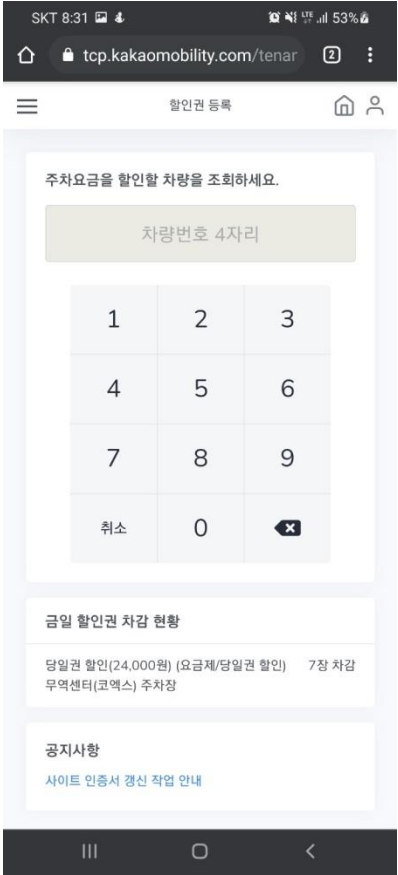 SKT 8:31 LTE 53%
tcp.kakaomobility.com/tenar 2
할인권 등록
주차요금을 할인할 차량을 조회하세요.
차량번호 4자리
1 2 3
4 5 6
7 8 9
취소 0
금일 할인권 차감 현황
당일권 할인(24,000원) (요금제/당일권 할인) 7장 차감
무역센터(코엑스) 주차장
공지사항
사이트 인증서 갱신 작업 안내